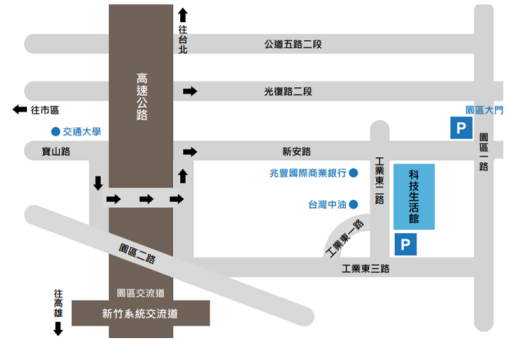 往台北
公道五路二段
高速公路
光復路二段
往市區
園區大門
交通大學
P
園區一路
寶山路
新安路
工業東二路
兆豐國際商業銀行
科技生活館
台灣中油
工業東一路
P
園區二路
工業東三路
往高雄
園區交流道
新竹系統交流道